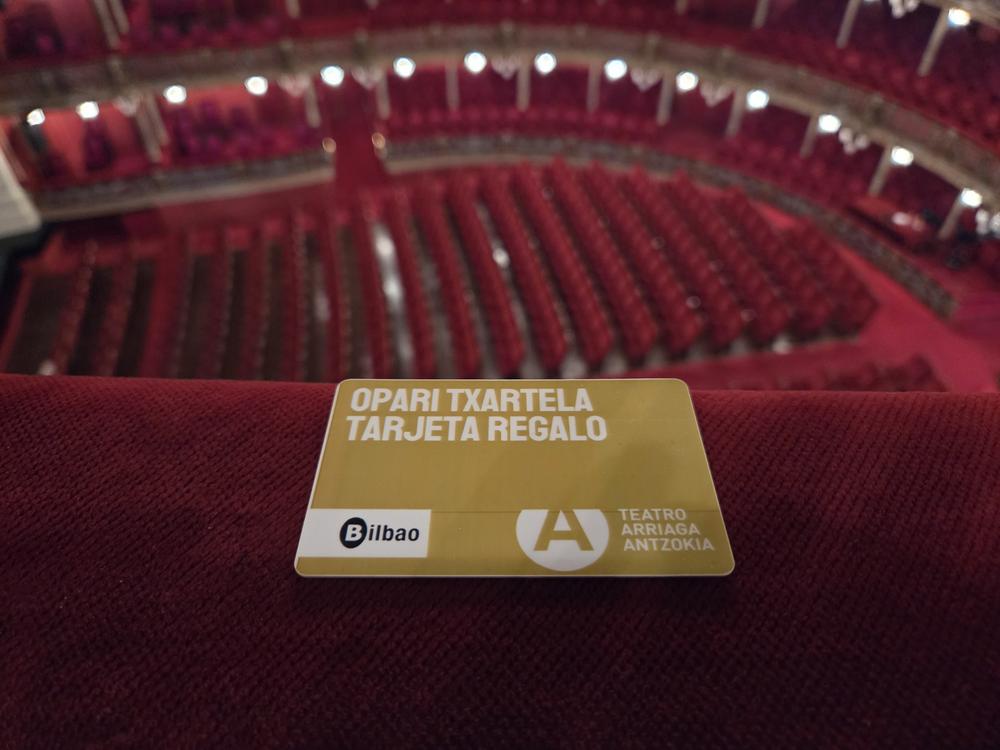 OPARI TXARTELA
TARJETA REGALO
Bilbao
A
TEATRO
ARRIAGA
ANTZOKIA